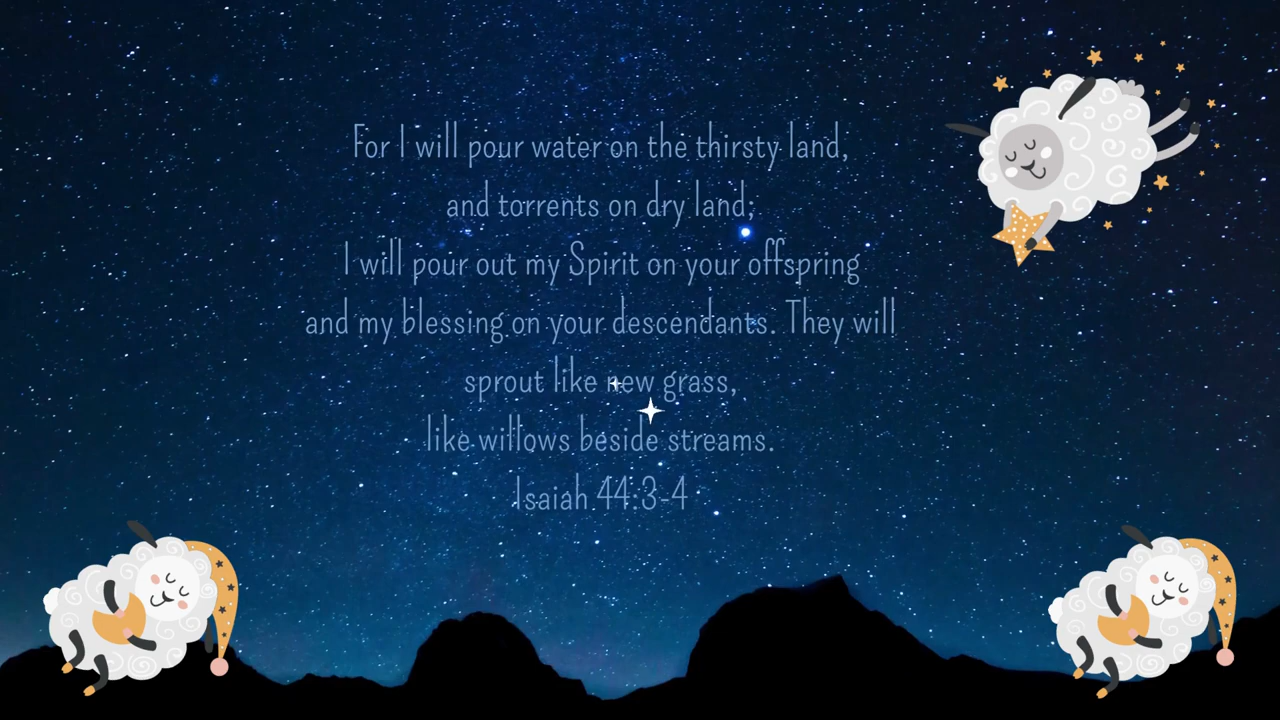 For I will pour water on the thirsty land,
and torrents on dry land;
I will pour out my Spirit on your offspring
and my blessing on your descendants. They will
sprout like new grass,
like willows beside streams.
Isaiah 44:3-4